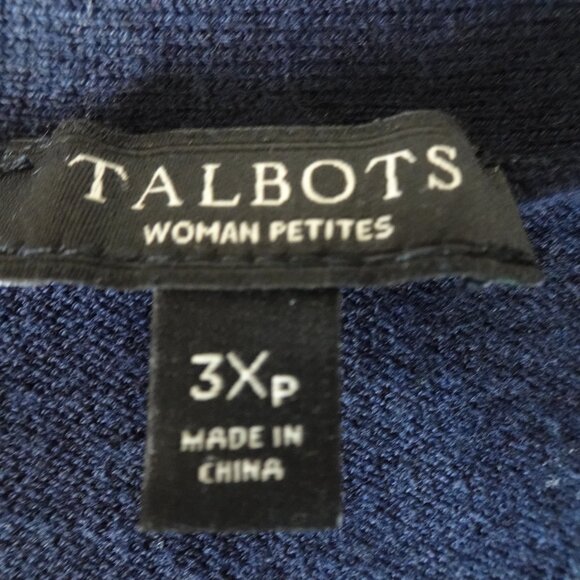 TALBOTS
WOMAN PETITES
3XP
MADE IN
CHINA